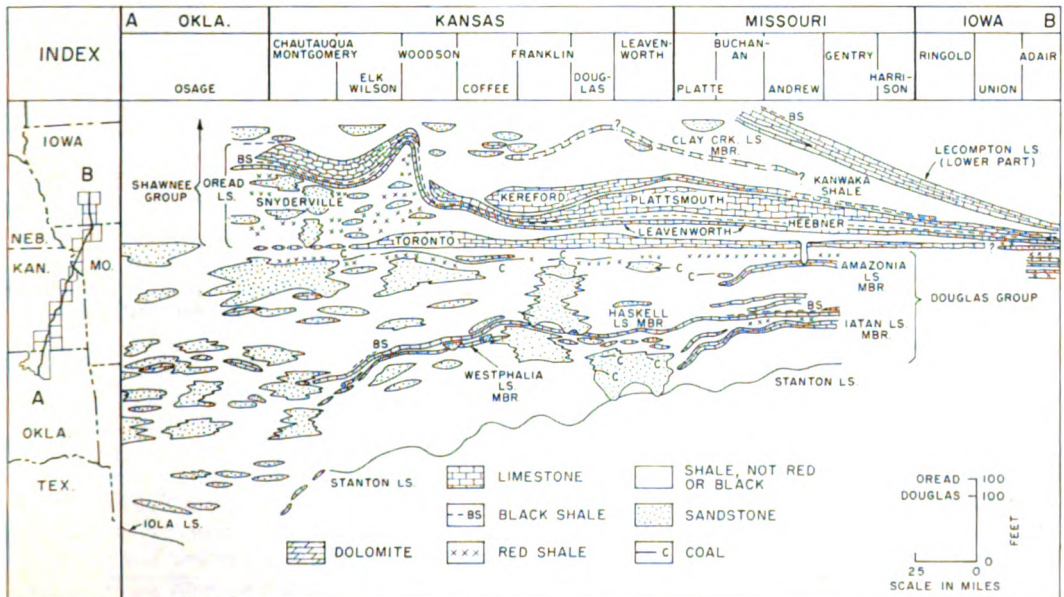 INDEX
IOWA
B
NEB.
KAN.
MO.
A
OKLA.
TEX.
A OKLA. KANSAS MISSOURI IOWA B
OSAGE
CHAUTAUQUA
MONTGOMERY
ELK
WILSON
WOODSON
COFFEE
FRANKLIN
DOUG-
LAS
LEAVEN-
WORTH
PLATTE
BUCHAN-
AN
ANDREW
GENTRY
HARRI-
SON
RINGOLD
UNION
ADAIR
SHAWNEE
GROUP
OREAD
LS.
BS
SNYDERVILLE
TORONTO
KEREFORD
PLATTSMOUTH
LEAVENWORTH
HEEBNER
?
CLAY CRK. LS
MBR.
?
BS
KANWAKA
SHALE
LECOMPTON LS
(LOWER PART)
?
C
C
C
C
C
C
AMAZONIA
LS
MBR
DOUGLAS GROUP
HASKELL
LS MBR
BS
IATAN LS.
MBR.
BS
WESTPHALIA
LS
MBR
C
C
STANTON LS.
STANTON LS.
IOLA LS.
LIMESTONE
BS BLACK SHALE
DOLOMITE
XXX RED SHALE
SHALE, NOT RED
OR BLACK
SANDSTONE
C COAL
OREAD 100
DOUGLAS 100
FEET
0
25 0
SCALE IN MILES